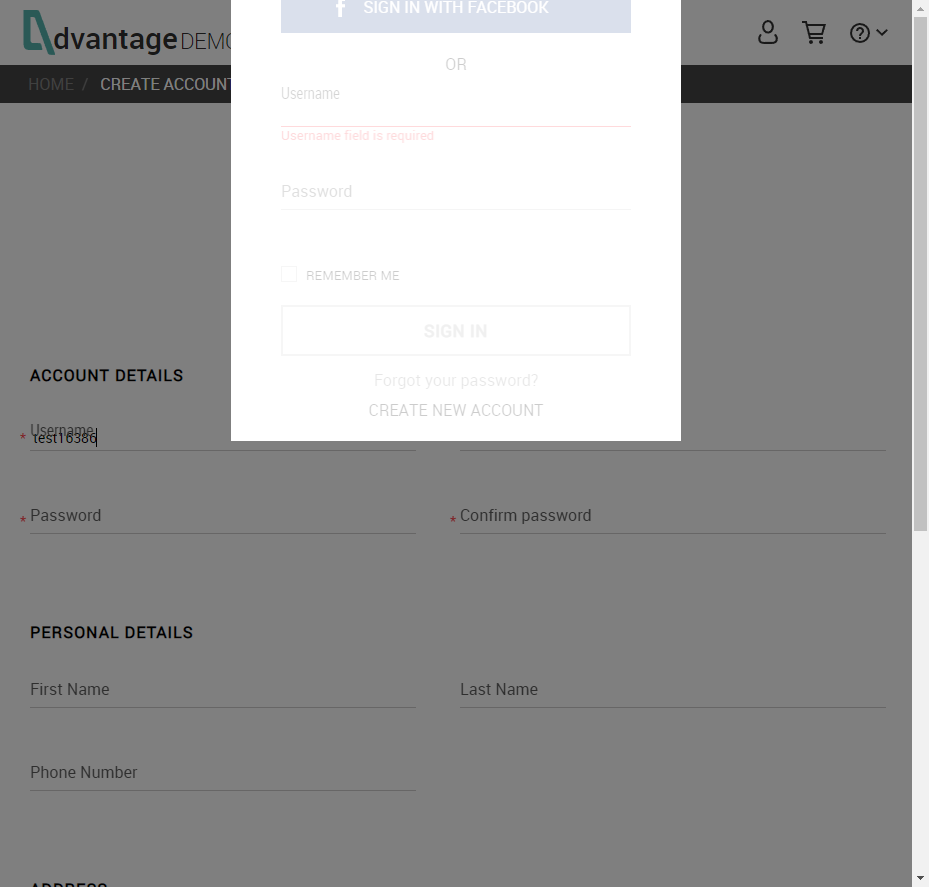 SIGN IN WITH FACEBOOK
dvantage DEMO
HOME / CREATE ACCOUNT
OR
Username
Username field is required
Password
REMEMBER ME
SIGN IN
Forgot your password?
CREATE NEW ACCOUNT
ACCOUNT DETAILS
* Username
test16386
* Password
* Confirm password
PERSONAL DETAILS
First Name
Last Name
Phone Number
ADDRESS